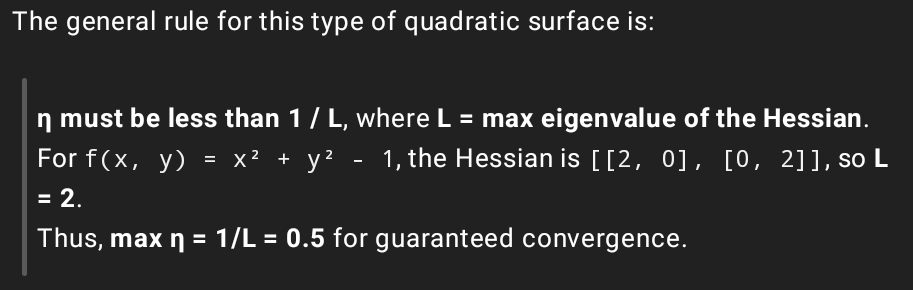 The general rule for this type of quadratic surface is:
η must be less than 1 / L, where L = max eigenvalue of the Hessian.
For f(x, y) = x² + y² - 1, the Hessian is [[2, 0], [0, 2]], so L
= 2.
Thus, max η = 1/L = 0.5 for guaranteed convergence.